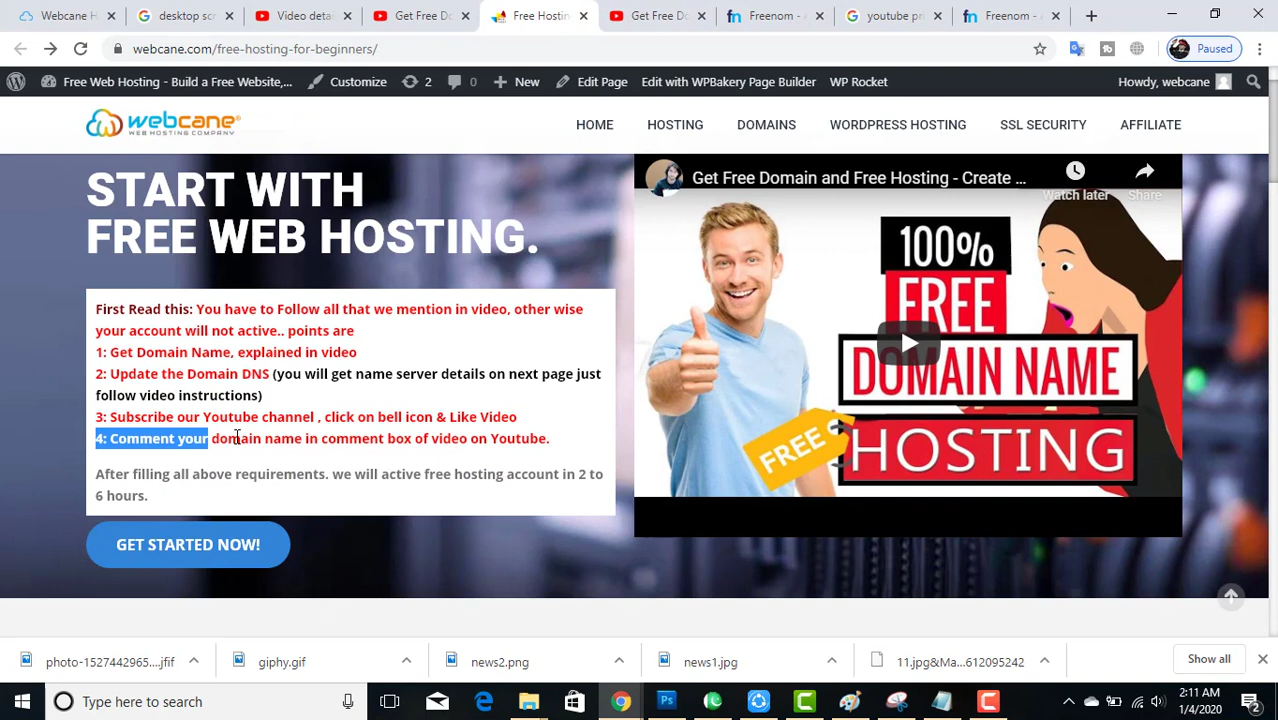 Webcane H
desktop scr
Video detai
Get Free Do
Free Hostin
Get Free Do
Freenom - A
youtube pri
Freenom - A
webcane.com/free-hosting-for-beginners/
Paused
Free Web Hosting - Build a Free Website,...
Customize
2
0
New
Edit Page
Edit with WPBakery Page Builder
WP Rocket
Howdy, webcane
webcane®
WEB HOSTING COMPANY
HOME
HOSTING
DOMAINS
WORDPRESS HOSTING
SSL SECURITY
AFFILIATE
START WITH
FREE WEB HOSTING.
First Read this: You have to Follow all that we mention in video, other wise
your account will not active.. points are
1: Get Domain Name, explained in video
2: Update the Domain DNS (you will get name server details on next page just
follow video instructions)
3: Subscribe our Youtube channel , click on bell icon & Like Video
4: Comment your domain name in comment box of video on Youtube.
After filling all above requirements. we will active free hosting account in 2 to
6 hours.
GET STARTED NOW!
Get Free Domain and Free Hosting - Create ...
Watch later
Share
100%
FREE
DOMAIN NAME
FREE
HOSTING
photo-1527442965....jfif
giphy.gif
news2.png
news1.jpg
11.jpg&Ma...612095242
Show all
Type here to search
Ps
2:11 AM
1/4/2020
2